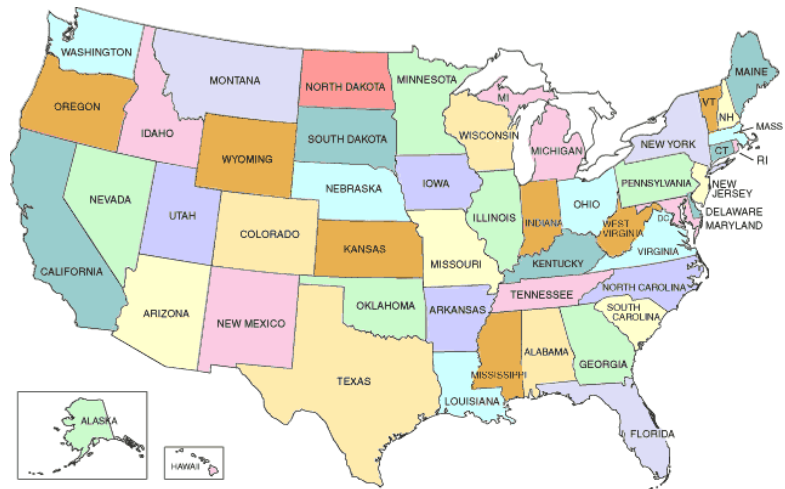 WASHINGTON
MONTANA
NORTH DAKOTA
MINNESOTA
MAINE
OREGON
IDAHO
WYOMING
SOUTH DAKOTA
WISCONSIN
MI
MICHIGAN
VT
NH
MASS
NEW YORK
CT
RI
NEVADA
UTAH
COLORADO
NEBRASKA
IOWA
ILLINOIS
INDIANA
OHIO
PENNSYLVANIA
NEW
JERSEY
DELAWARE
MARYLAND
DC
WEST
VIRGINIA
VIRGINIA
CALIFORNIA
KANSAS
MISSOURI
KENTUCKY
ARIZONA
NEW MEXICO
OKLAHOMA
ARKANSAS
TENNESSEE
NORTH CAROLINA
SOUTH
CAROLINA
TEXAS
LOUISIANA
MISSISSIPPI
ALABAMA
GEORGIA
FLORIDA
ALASKA
HAWAII